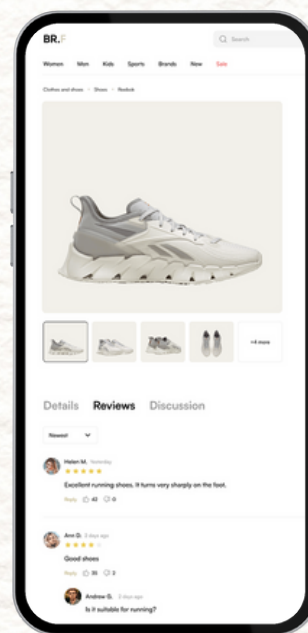 BR.F
Search
Women Men Kids Sports Brands New Sale
Clothes and shoes Shoes Reebok
+4 more
Details Reviews Discussion
Newest
Helen M. Yesterday
Excellent running shoes. It turns very sharply on the foot.
Reply 42 0
Ann D. 2 days ago
Good shoes
Reply 35 2
Andrew G. 2 days ago
Is it suitable for running?